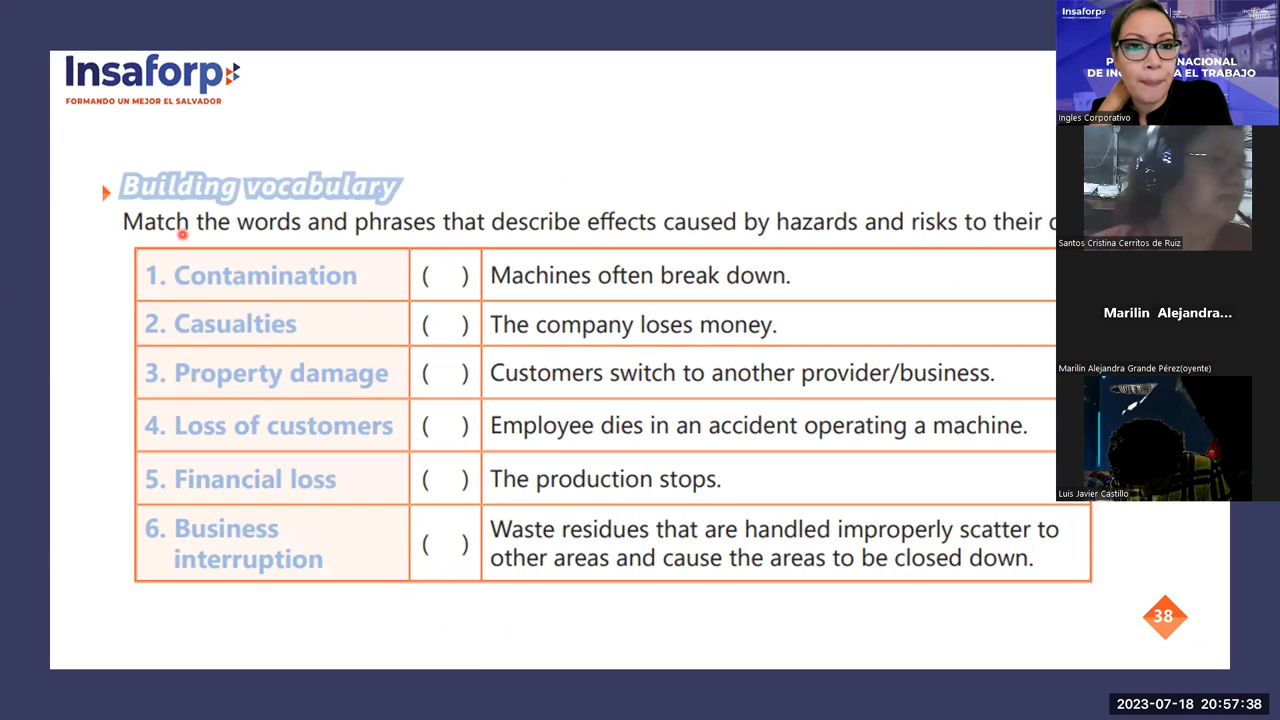 Insaforp
FORMANDO UN MEJOR EL SALVADOR
Building vocabulary
Match the words and phrases that describe effects caused by hazards and risks to their
1. Contamination ( ) Machines often break down.
2. Casualties ( ) The company loses money.
3. Property damage ( ) Customers switch to another provider/business.
4. Loss of customers ( ) Employee dies in an accident operating a machine.
5. Financial loss ( ) The production stops.
6. Business
interruption
( )
Waste residues that are handled improperly scatter to
other areas and cause the areas to be closed down.
38
Insaforp
NACIONAL
EL TRABAJO
Ingles Corporativo
Santos Cristina Cerritos de Ruiz
Marilin Alejandra...
Marilin Alejandra Grande Pérez(oyente)
Luis Javier Castillo
2023-07-18 20:57:38